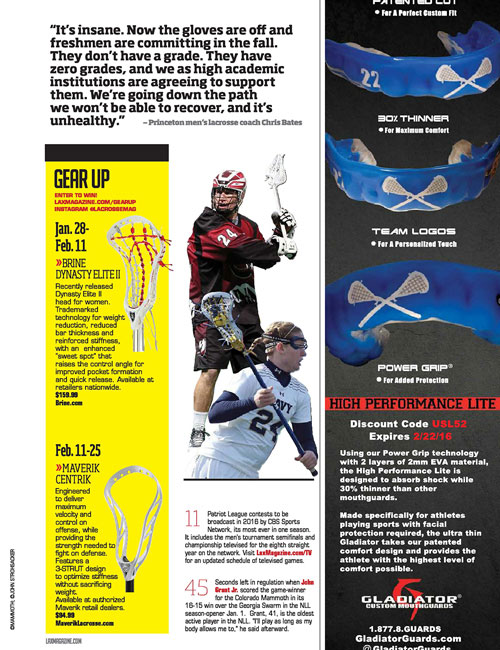 “It’s insane. Now the gloves are off and
freshmen are committing in the fall.
They don’t have a grade. They have
zero grades, and we as high academic
institutions are agreeing to support
them. We’re going down the path
we won’t be able to recover, and it’s
unhealthy.” – Princeton men’s lacrosse coach Chris Bates
GEAR UP
ENTER TO WIN!
LAXMAGAZINE.COM/GEARUP
INSTAGRAM #LACROSSEMAG
Jan. 28-
Feb. 11
»BRINE
DYNASTY ELITE II
Recently released
Dynasty Elite II
head for women.
Trademarked
technology for weight
reduction, reduced
bar thickness and
reinforced stiffness,
with an enhanced
“sweet spot” that
raises the control angle for
improved pocket formation
and quick release. Available at
retailers nationwide.
$159.99
Brine.com
Feb. 11-25
»MAVERIK
CENTRIK
Engineered
to deliver
maximum
velocity and
control on
offense, while
providing the
strength needed to
fight on defense.
Features a
3-STRUT design
to optimize stiffness
without sacrificing
weight.
Available at authorized
Maverik retail dealers.
$94.99
MaverikLacrosse.com
24
NAVY
24
11 Patriot League contests to be
broadcast in 2016 by CBS Sports
Network, its most ever in one season.
It includes the men’s tournament semifinals and
championship televised for the eighth straight
year on the network. Visit LaxMagazine.com/TV
for an updated schedule of televised games.
45 Seconds left in regulation when John
Grant Jr. scored the game-winner
for the Colorado Mammoth in its
16-15 win over the Georgia Swarm in the NLL
season-opener Jan. 1. Grant, 41, is the oldest
active player in the NLL. “I’ll play as long as my
body allows me to,” he said afterward.
LAXMAGAZINE.COM
PATENTED CUT
• For A Perfect Custom Fit
22
30% THINNER
• For Maximum Comfort
TEAM LOGOS
• For A Personalized Touch
POWER GRIP®
• For Added Protection
HIGH PERFORMANCE LITE
Discount Code USL52
Expires 2/22/16
Using our Power Grip technology
with 2 layers of 2mm EVA material,
the High Performance Lite is
designed to absorb shock while
30% thinner than other
mouthguards.
Made specifically for athletes
playing sports with facial
protection required, the ultra thin
Gladiator takes our patented
comfort design and provides the
athlete with the highest level of
comfort possible.
GLADIATOR®
CUSTOM MOUTHGUARDS
1.877.8.GUARDS
GladiatorGuards.com
@GladiatorGuards